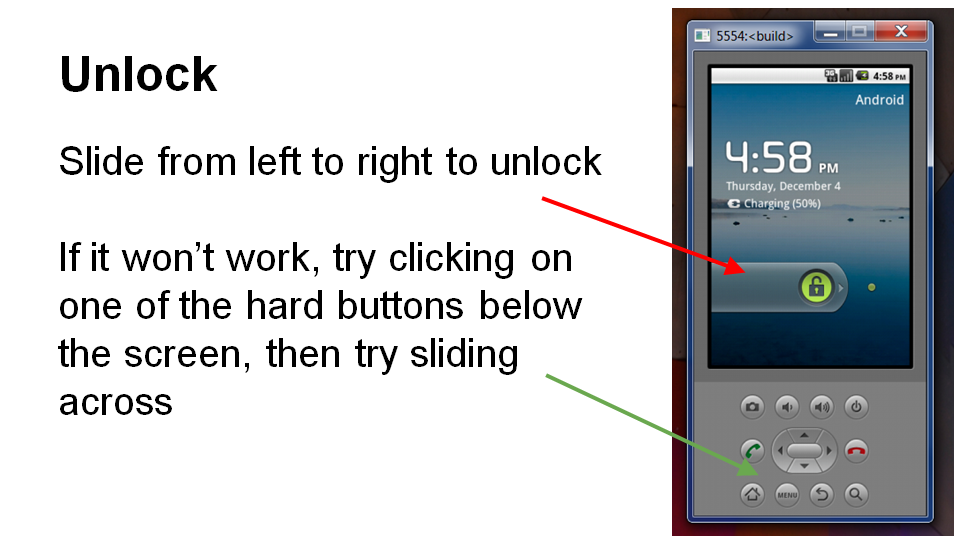 Unlock
Slide from left to right to unlock
If it won’t work, try clicking on
one of the hard buttons below
the screen, then try sliding
across
5554:<build>
3G
4:58 PM
Android
4:58 PM
Thursday, December 4
Charging (50%)
MENU